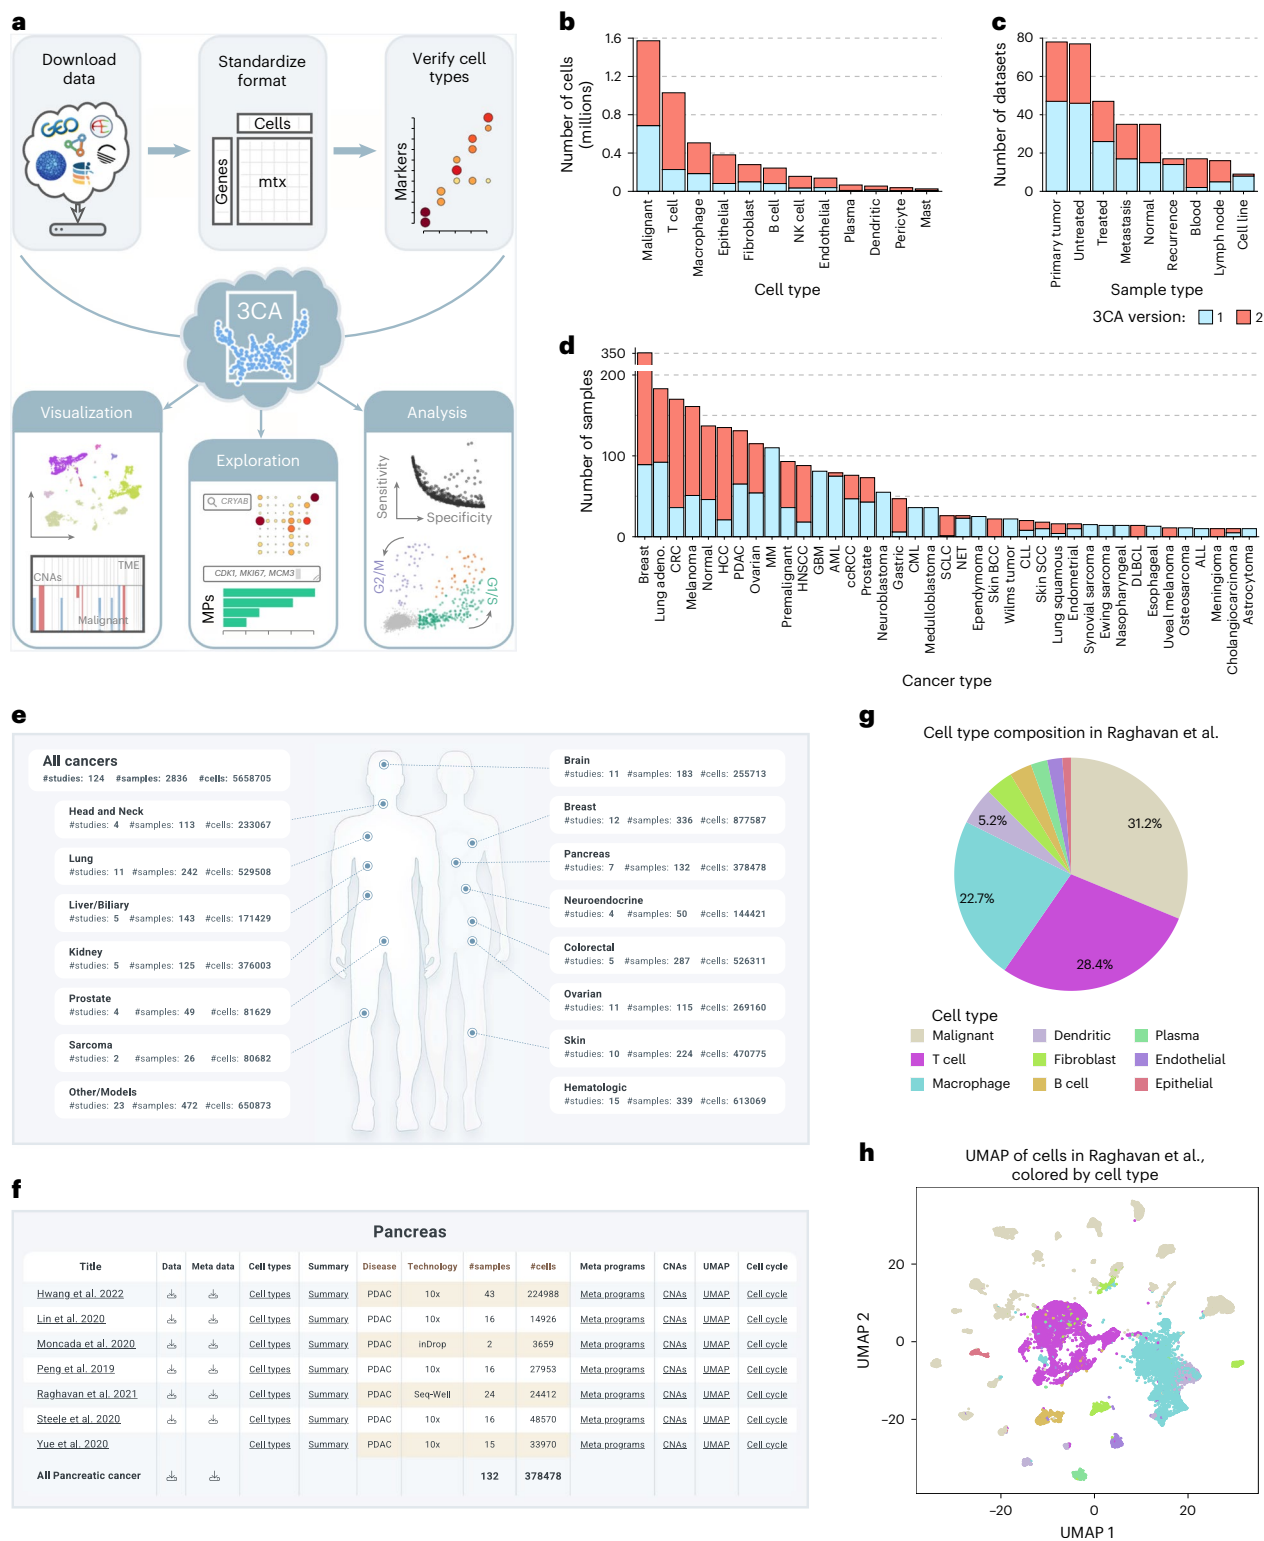 a
Download
data
GEO
Standardize
format
Cells
Genes
mtx
Verify cell
types
Markers
3CA
Visualization
CNAs
TME
Malignant
Exploration
CRYAB
CDK1, MKI67, MCM3
MPs
Analysis
Sensitivity
Specificity
G2/M
G1/S
b
Number of cells
(millions)
1.6
1.2
0.8
0.4
0
Malignant
T cell
Macrophage
Epithelial
Fibroblast
B cell
NK cell
Endothelial
Plasma
Dendritic
Pericyte
Mast
Cell type
c
Number of datasets
80
60
40
20
0
Primary tumor
Untreated
Treated
Metastasis
Normal
Recurrence
Blood
Lymph node
Cell line
Sample type
3CA version: 1 2
d
Number of samples
350
200
100
0
Breast
Lung adeno.
CRC
Melanoma
Normal
HCC
PDAC
Ovarian
MM
Premalignant
HNSCC
GBM
AML
ccRCC
Prostate
Neuroblastoma
Gastric
CML
Medulloblastoma
SCLC
NET
Ependymoma
Skin BCC
Wilms tumor
CLL
Skin SCC
Lung squamous
Endometrial
Synovial sarcoma
Ewing sarcoma
Nasopharyngeal
DLBCL
Esophageal
Uveal melanoma
Osteosarcoma
ALL
Meningioma
Cholangiocarcinoma
Astrocytoma
Cancer type
e
All cancers
#studies: 124 #samples: 2836 #cells: 5658705
Head and Neck
#studies: 4 #samples: 113 #cells: 233067
Lung
#studies: 11 #samples: 242 #cells: 529508
Liver/Biliary
#studies: 5 #samples: 143 #cells: 171429
Kidney
#studies: 5 #samples: 125 #cells: 376003
Prostate
#studies: 4 #samples: 49 #cells: 81629
Sarcoma
#studies: 2 #samples: 26 #cells: 80682
Other/Models
#studies: 23 #samples: 472 #cells: 650873
Brain
#studies: 11 #samples: 183 #cells: 255713
Breast
#studies: 12 #samples: 336 #cells: 877587
Pancreas
#studies: 7 #samples: 132 #cells: 378478
Neuroendocrine
#studies: 4 #samples: 50 #cells: 144421
Colorectal
#studies: 5 #samples: 287 #cells: 526311
Ovarian
#studies: 11 #samples: 115 #cells: 269160
Skin
#studies: 10 #samples: 224 #cells: 470775
Hematologic
#studies: 15 #samples: 339 #cells: 613069
f
Pancreas
Title Data Meta data Cell types Summary Disease Technology #samples #cells Meta programs CNAs UMAP Cell cycle
Hwang et al. 2022 Cell types Summary PDAC 10x 43 224988 Meta programs CNAs UMAP Cell cycle
Lin et al. 2020 Cell types Summary PDAC 10x 16 14926 Meta programs CNAs UMAP Cell cycle
Moncada et al. 2020 Cell types Summary PDAC inDrop 2 3659 Meta programs CNAs UMAP Cell cycle
Peng et al. 2019 Cell types Summary PDAC 10x 16 27953 Meta programs CNAs UMAP Cell cycle
Raghavan et al. 2021 Cell types Summary PDAC Seq-Well 24 24412 Meta programs CNAs UMAP Cell cycle
Steele et al. 2020 Cell types Summary PDAC 10x 16 48570 Meta programs CNAs UMAP Cell cycle
Yue et al. 2020 Cell types Summary PDAC 10x 15 33970 Meta programs CNAs UMAP Cell cycle
All Pancreatic cancer 132 378478
g
Cell type composition in Raghavan et al.
31.2%
28.4%
22.7%
5.2%
Cell type
Malignant Dendritic Plasma
T cell Fibroblast Endothelial
Macrophage B cell Epithelial
h
UMAP of cells in Raghavan et al.,
colored by cell type
UMAP 2
20
0
−20
−20 0 20
UMAP 1